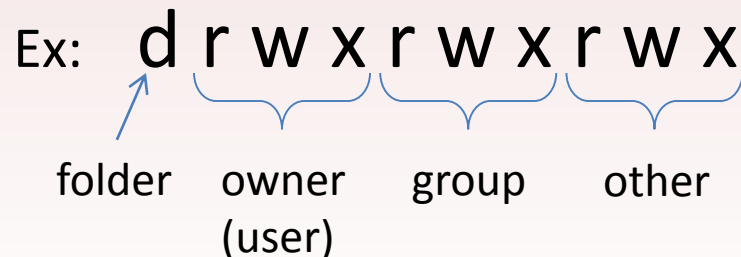 Ex: d r w x r w x r w x
folder owner group other
(user)